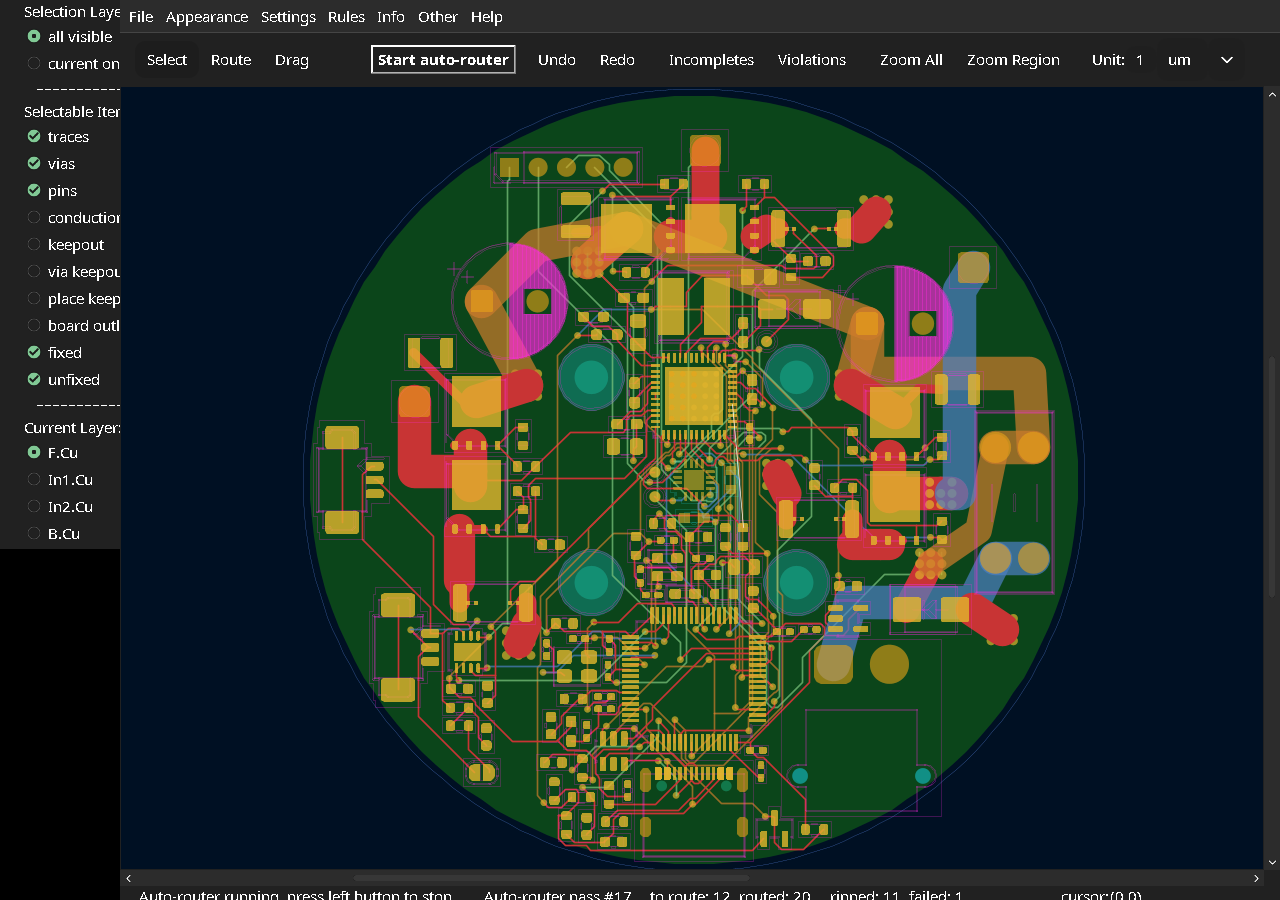 File Appearance Settings Rules Info Other Help
Select Route Drag Start auto-router Undo Redo Incompletes Violations Zoom All Zoom Region Unit: 1 um
Selection Laye
all visible
current on
Selectable Iter
traces
vias
pins
conduction
keepout
via keepou
place keep
board outl
fixed
unfixed
Current Layer:
F.Cu
In1.Cu
In2.Cu
B.Cu
Auto-router running, press left button to stop Auto-router pass #17 to route: 12, routed: 20 ripped: 11, failed: 1 cursor:(0,0)